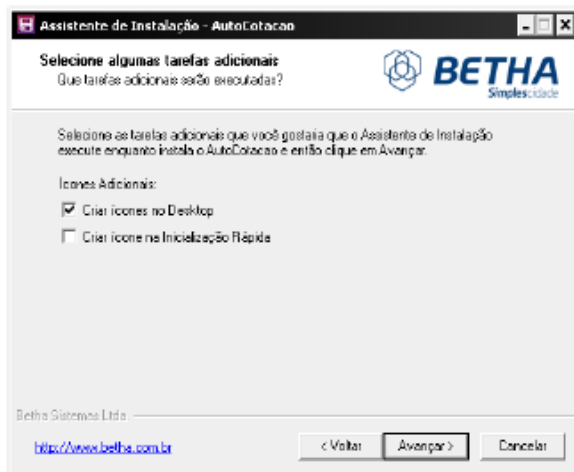 Assistente de Instalação - AutoCotacao
Selecione algumas tarefas adicionais
Que tarefas adicionais serão executadas?
BETHA
Simplescidade
Selecione as tarefas adicionais que você gostaria que o Assistente de Instalação
execute enquanto instala o AutoCotacao e então clique em Avançar.
Ícones Adicionais:
Criar ícones no Desktop
Criar ícone na Inicialização Rápida
Betha Sistemas Ltda.
http://www.betha.com.br
< Voltar
Avançar >
Cancelar